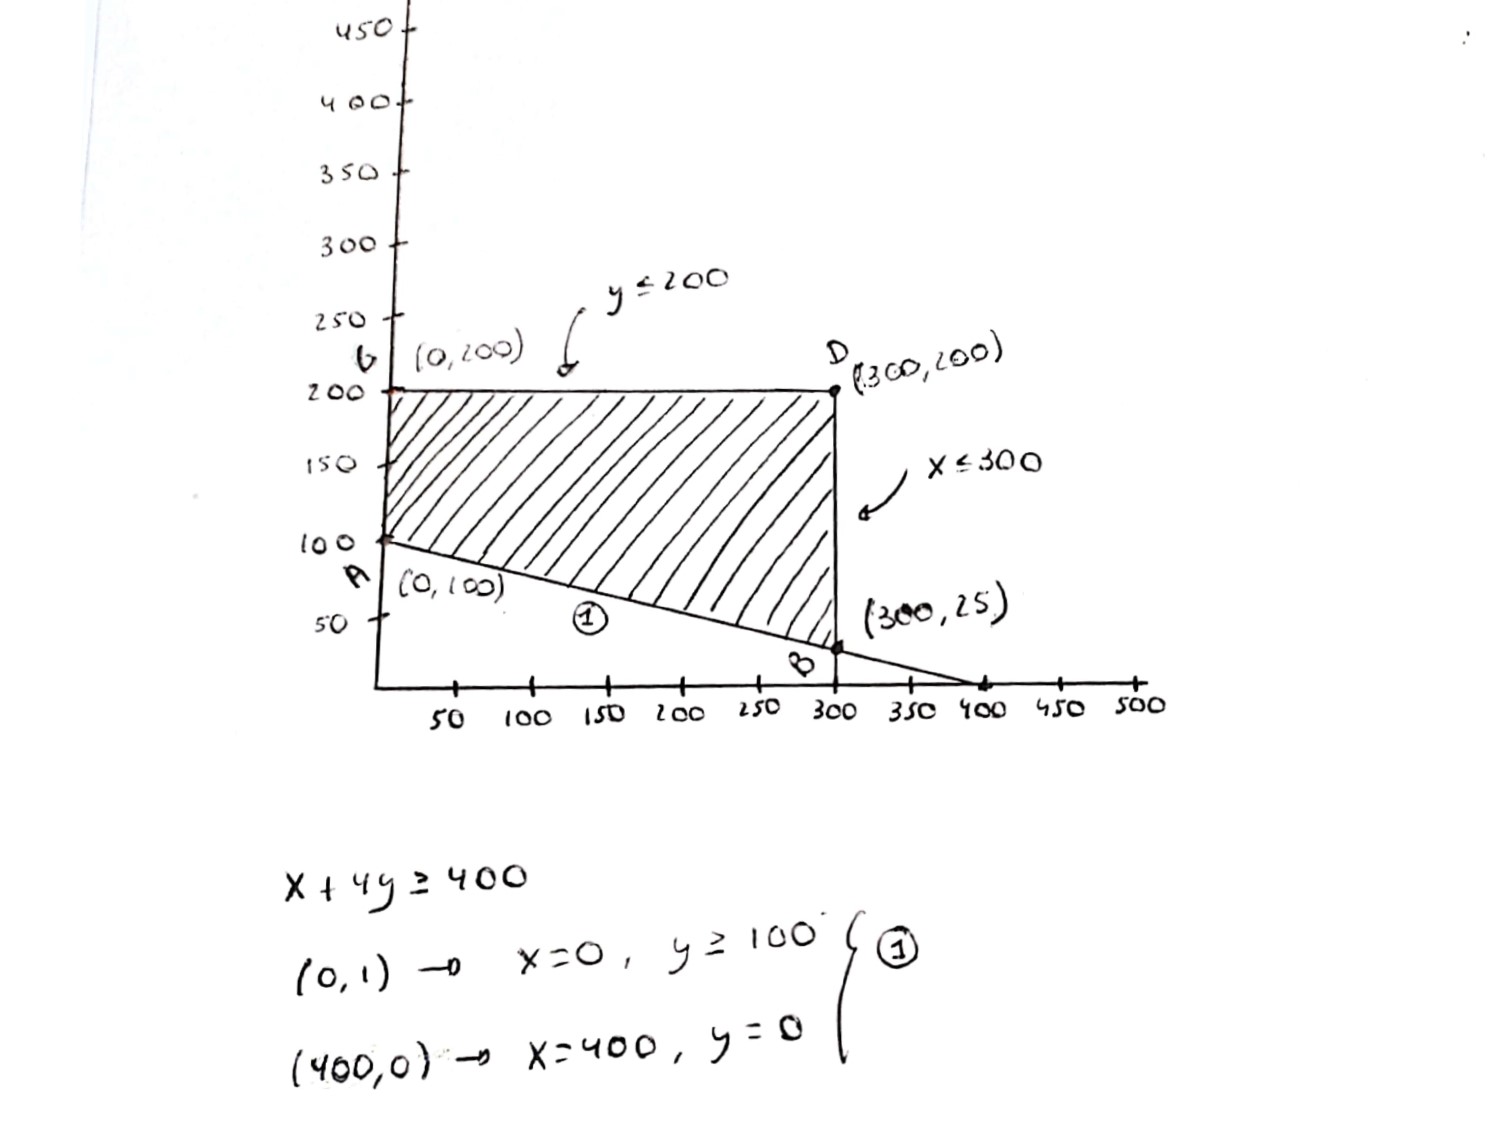 450
400
350
300
y ≤ 200
250
G (0,200)
D (300,200)
200
150
x ≤ 300
100
A (0,100)
(300,25)
50
①
B
50 100 150 200 250 300 350 400 450 500
x + 4y ≥ 400
(0,1) → x=0, y ≥ 100 ①
(400,0) → x=400, y=0